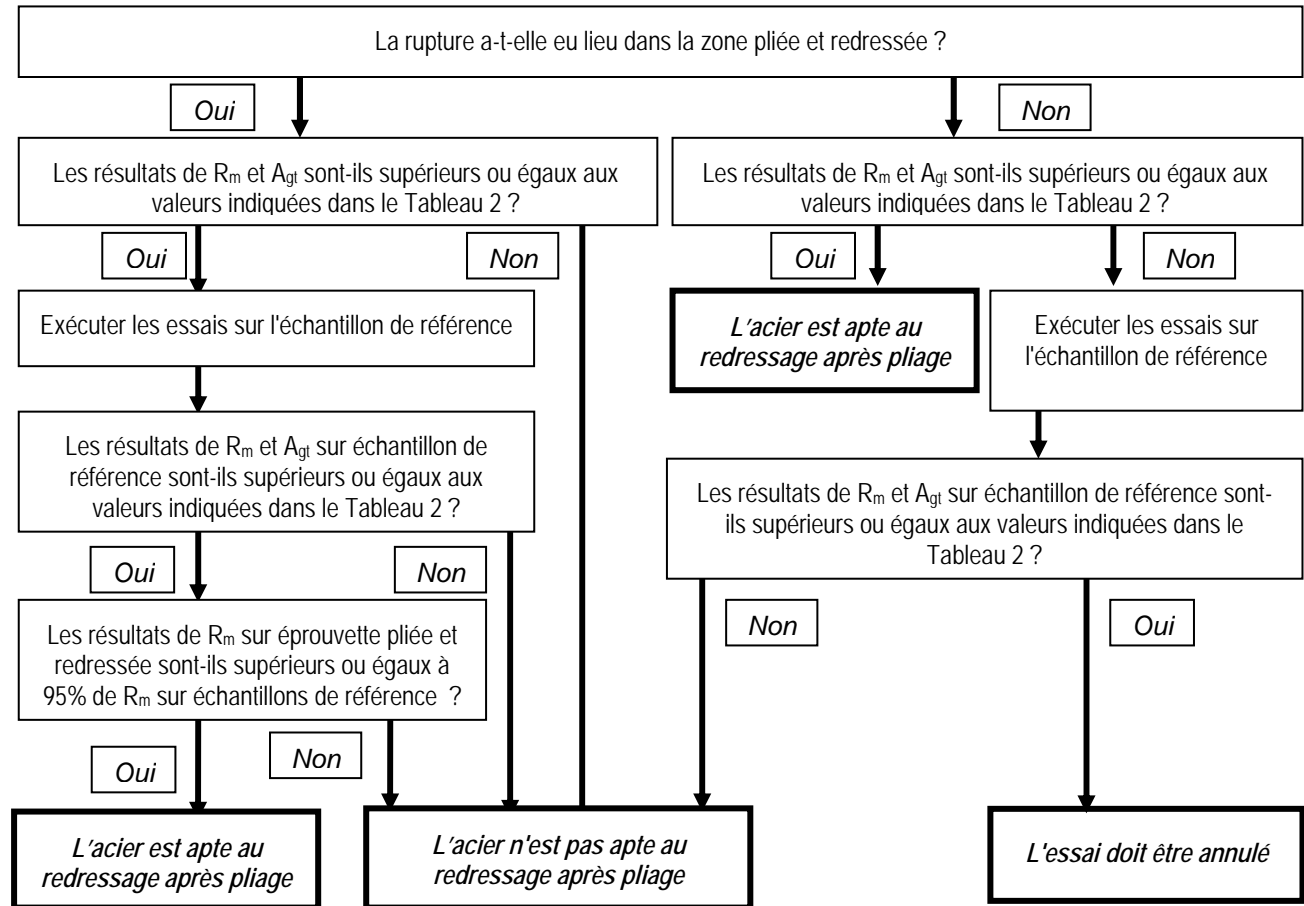 La rupture a-t-elle eu lieu dans la zone pliée et redressée ?
Oui
Non
Les résultats de Rm et Agt sont-ils supérieurs ou égaux aux
valeurs indiquées dans le Tableau 2 ?
Les résultats de Rm et Agt sont-ils supérieurs ou égaux aux
valeurs indiquées dans le Tableau 2 ?
Oui
Non
Oui
Non
Exécuter les essais sur l'échantillon de référence
L'acier est apte au
redressage après pliage
Exécuter les essais sur
l'échantillon de référence
Les résultats de Rm et Agt sur échantillon de
référence sont-ils supérieurs ou égaux aux
valeurs indiquées dans le Tableau 2 ?
Les résultats de Rm et Agt sur échantillon de référence sont-
ils supérieurs ou égaux aux valeurs indiquées dans le
Tableau 2 ?
Oui
Non
Non
Oui
Les résultats de Rm sur éprouvette pliée et
redressée sont-ils supérieurs ou égaux à
95% de Rm sur échantillons de référence ?
Oui
Non
L'acier est apte au
redressage après pliage
L'acier n'est pas apte au
redressage après pliage
L'essai doit être annulé